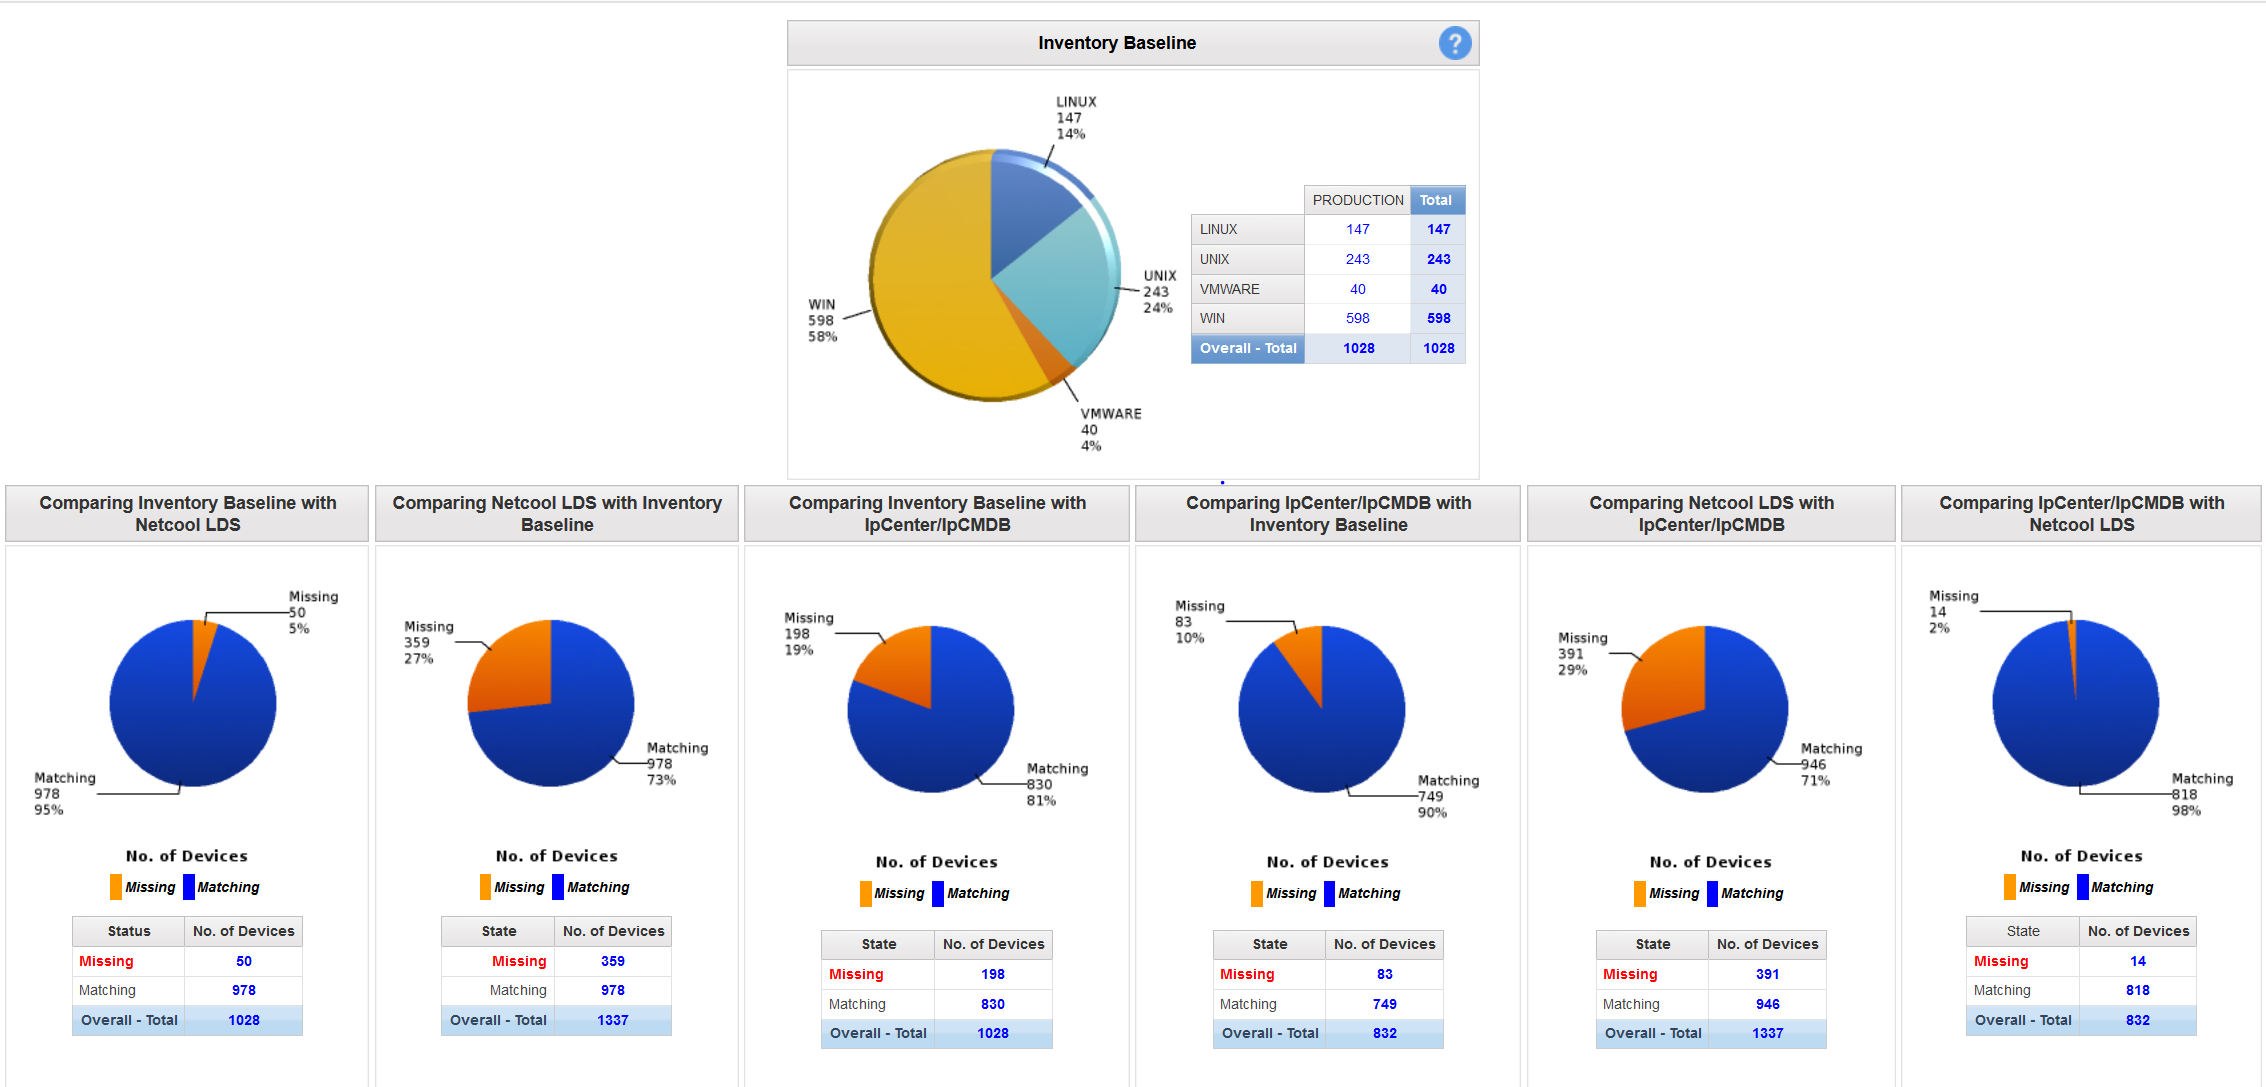 Inventory Baseline
?
LINUX
147
14%
UNIX
243
24%
WIN
598
58%
VMWARE
40
4%
PRODUCTION Total
LINUX 147 147
UNIX 243 243
VMWARE 40 40
WIN 598 598
Overall - Total 1028 1028
Comparing Inventory Baseline with
Netcool LDS
Missing
50
5%
Matching
978
95%
No. of Devices
Missing Matching
Status No. of Devices
Missing 50
Matching 978
Overall - Total 1028
Comparing Netcool LDS with Inventory
Baseline
Missing
359
27%
Matching
978
73%
No. of Devices
Missing Matching
State No. of Devices
Missing 359
Matching 978
Overall - Total 1337
Comparing Inventory Baseline with
IpCenter/IpCMDB
Missing
198
19%
Matching
830
81%
No. of Devices
Missing Matching
State No. of Devices
Missing 198
Matching 830
Overall - Total 1028
Comparing IpCenter/IpCMDB with
Inventory Baseline
Missing
83
10%
Matching
749
90%
No. of Devices
Missing Matching
State No. of Devices
Missing 83
Matching 749
Overall - Total 832
Comparing Netcool LDS with
IpCenter/IpCMDB
Missing
391
29%
Matching
946
71%
No. of Devices
Missing Matching
State No. of Devices
Missing 391
Matching 946
Overall - Total 1337
Comparing IpCenter/IpCMDB with
Netcool LDS
Missing
14
2%
Matching
818
98%
No. of Devices
Missing Matching
State No. of Devices
Missing 14
Matching 818
Overall - Total 832